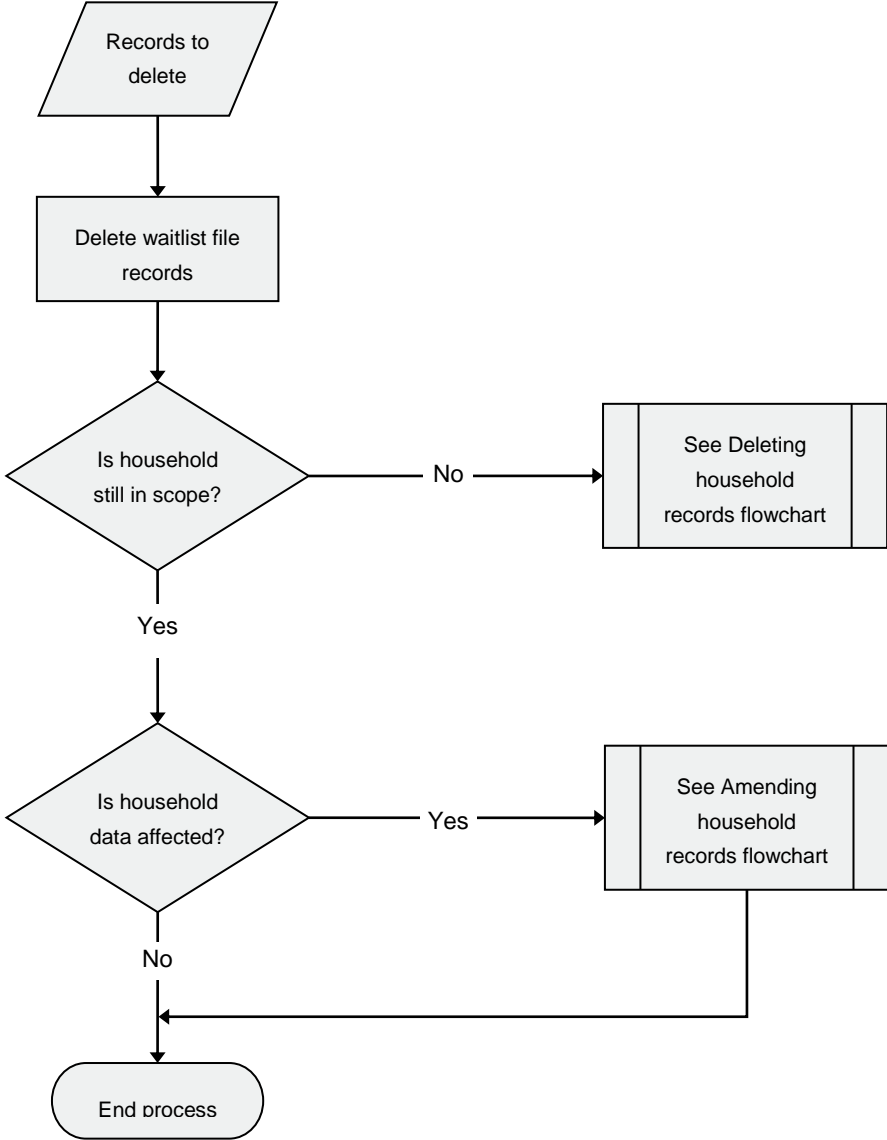 Records to
delete
Delete waitlist file
records
Is household
still in scope?
No
See Deleting
household
records flowchart
Yes
Is household
data affected?
Yes
See Amending
household
records flowchart
No
End process